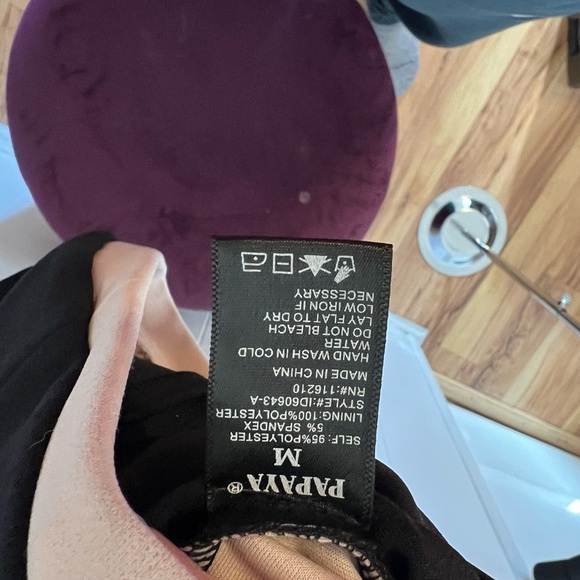 PAPAYA®
M
SELF: 95%POLYESTER
5% SPANDEX
LINING:100%POLYESTER
STYLE#:ID60643-A
RN#:116210
MADE IN CHINA
HAND WASH IN COLD
WATER
DO NOT BLEACH
LAY FLAT TO DRY
LOW IRON IF
NECESSARY